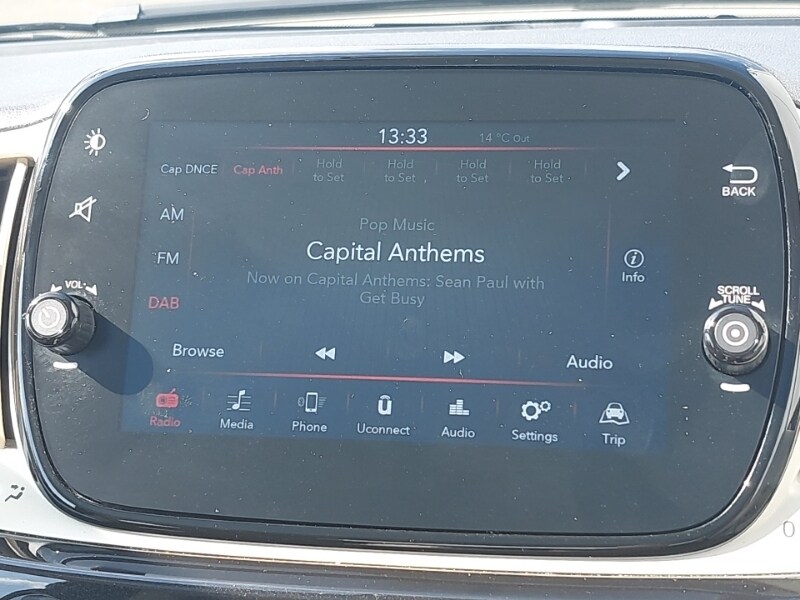 13:33
14 °C Out
Cap DNCE
Cap Anth
Hold
to Set
Hold
to Set
Hold
to Set
Hold
to Set
BACK
AM
Pop Music
Capital Anthems
FM
Info
Now on Capital Anthems: Sean Paul with
Get Busy
VOL
DAB
SCROLL
TUNE
Browse
Audio
Radio
Media
Phone
Uconnect
Audio
Settings
Trip
0